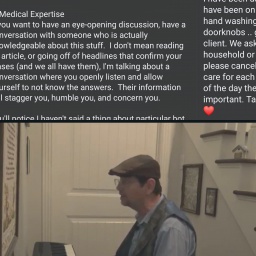 Medical Expertise
you want to have an eye-opening discussion, have a
nversation with someone who is actually
owledgeable about this stuff. I don't mean reading
article, or going off of headlines that confirm your
ases (and we all have them), I'm talking about a
nversation where you openly listen and allow
urself to not know the answers. Their information
l stagger you, humble you, and concern you.
u'll notice I haven't said a thing about particular hot
have been on
hand washing
doorknobs .. g
client. We ask
household or
please cancel
care for each
of the day the
important. Ta